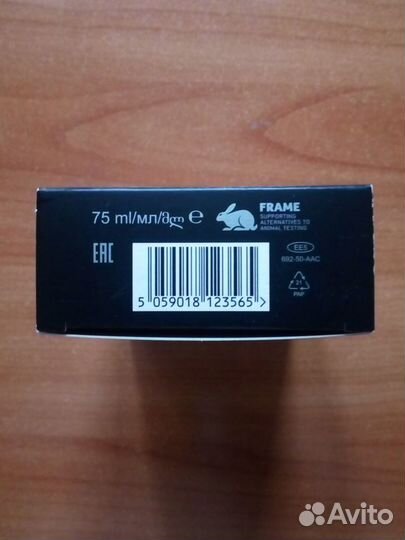 75 ml/мл/მლ ℮
FRAME
SUPPORTING
ALTERNATIVES TO
ANIMAL TESTING
EAC
EE5
692-50-AAC
5 059018 123565 >
21
PAP
Avito